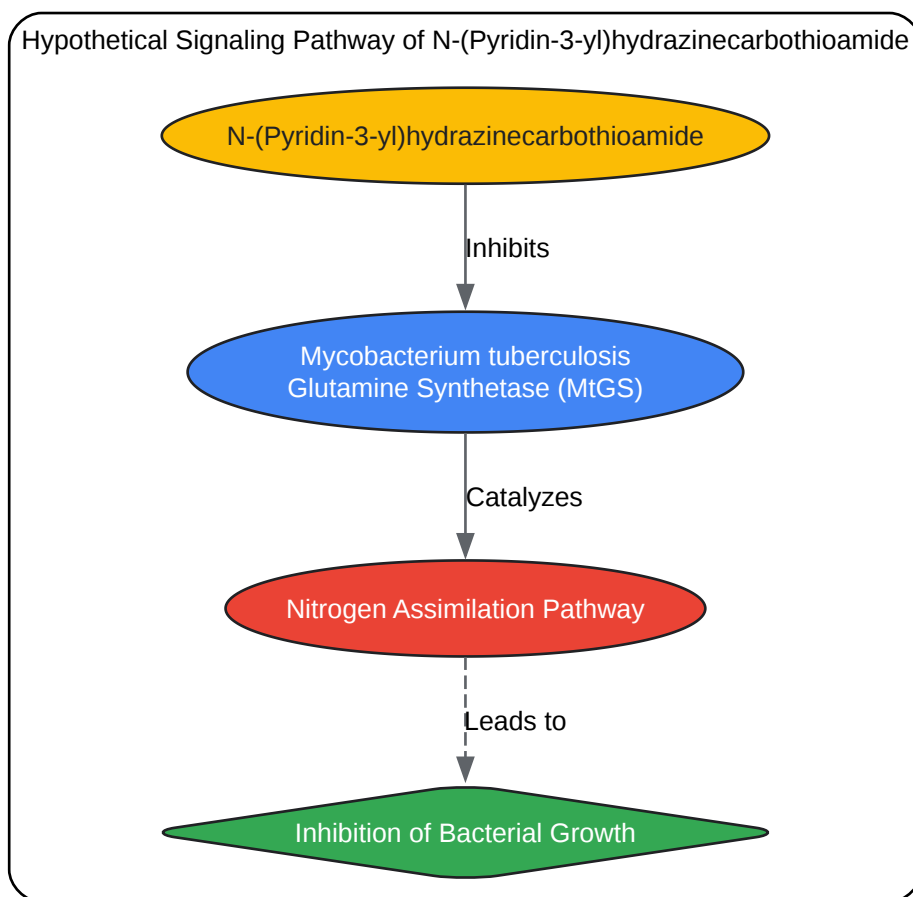 Hypothetical Signaling Pathway of N-(Pyridin-3-yl)hydrazinecarbothioamide
N-(Pyridin-3-yl)hydrazinecarbothioamide
Inhibits
Mycobacterium tuberculosis
Glutamine Synthetase (MtGS)
Catalyzes
Nitrogen Assimilation Pathway
Leads to
Inhibition of Bacterial Growth